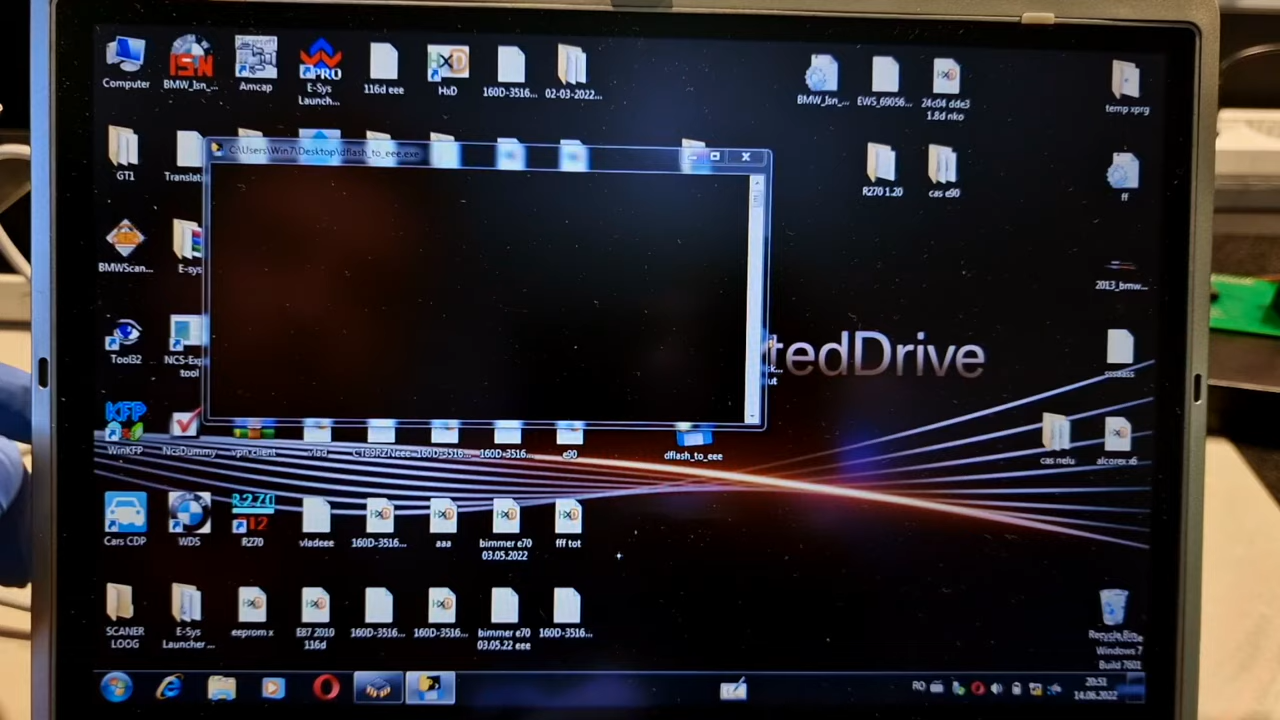 Computer
BMW_Isn_...
Amcap
E-Sys
Launch...
116d eee
HxD
160D-3516...
02-03-2022...
BMW_Isn_...
EWS_69056...
24c04 dde3
1.8d nko
temp xprg
C:\Users\Win7\Desktop\dflash_to_eee.exe
GT1
Translat
R270 1.20
cas e90
ff
BMWScan...
E-sys
2013_bmw...
tedDrive
Tool32
NCS-Exp
tool
ut
WinKFP
NcsDummy
vpn client
vlad
CT89RZNeee
160D-3516...
160D-3516...
e90
dflash_to_eee
cas nelu
alcorex x6
Cars CDP
WDS
R270
vladeee
160D-3516...
aaa
bimmer e70
03.05.2022
fff tot
SCANER
LOOG
E-Sys
Launcher ...
eeprom x
E87 2010
116d
160D-3516...
160D-3516...
bimmer e70
03.05.22 eee
160D-3516...
Recycle Bin
Windows 7
Build 7601
RO
20:51
14.06.2022